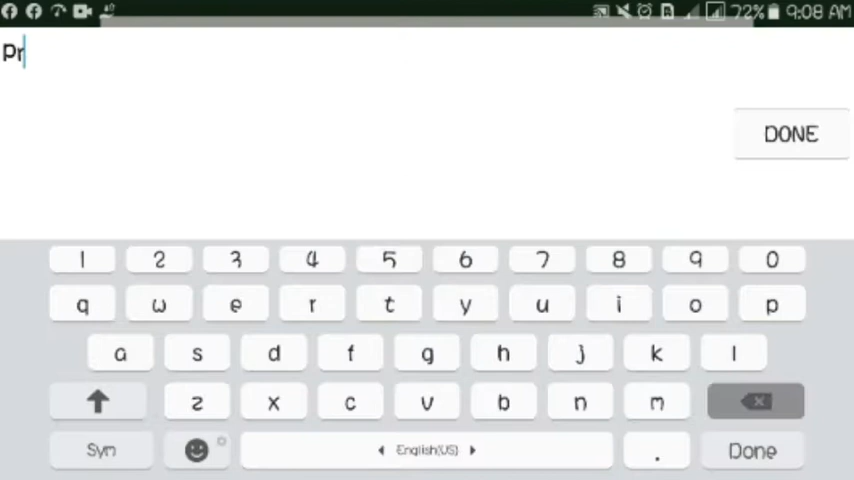 72% 9:08 AM
Pr
DONE
1 2 3 4 5 6 7 8 9 0
q w e r t y u i o p
a s d f g h j k l
z x c v b n m
Sym English(US) . Done